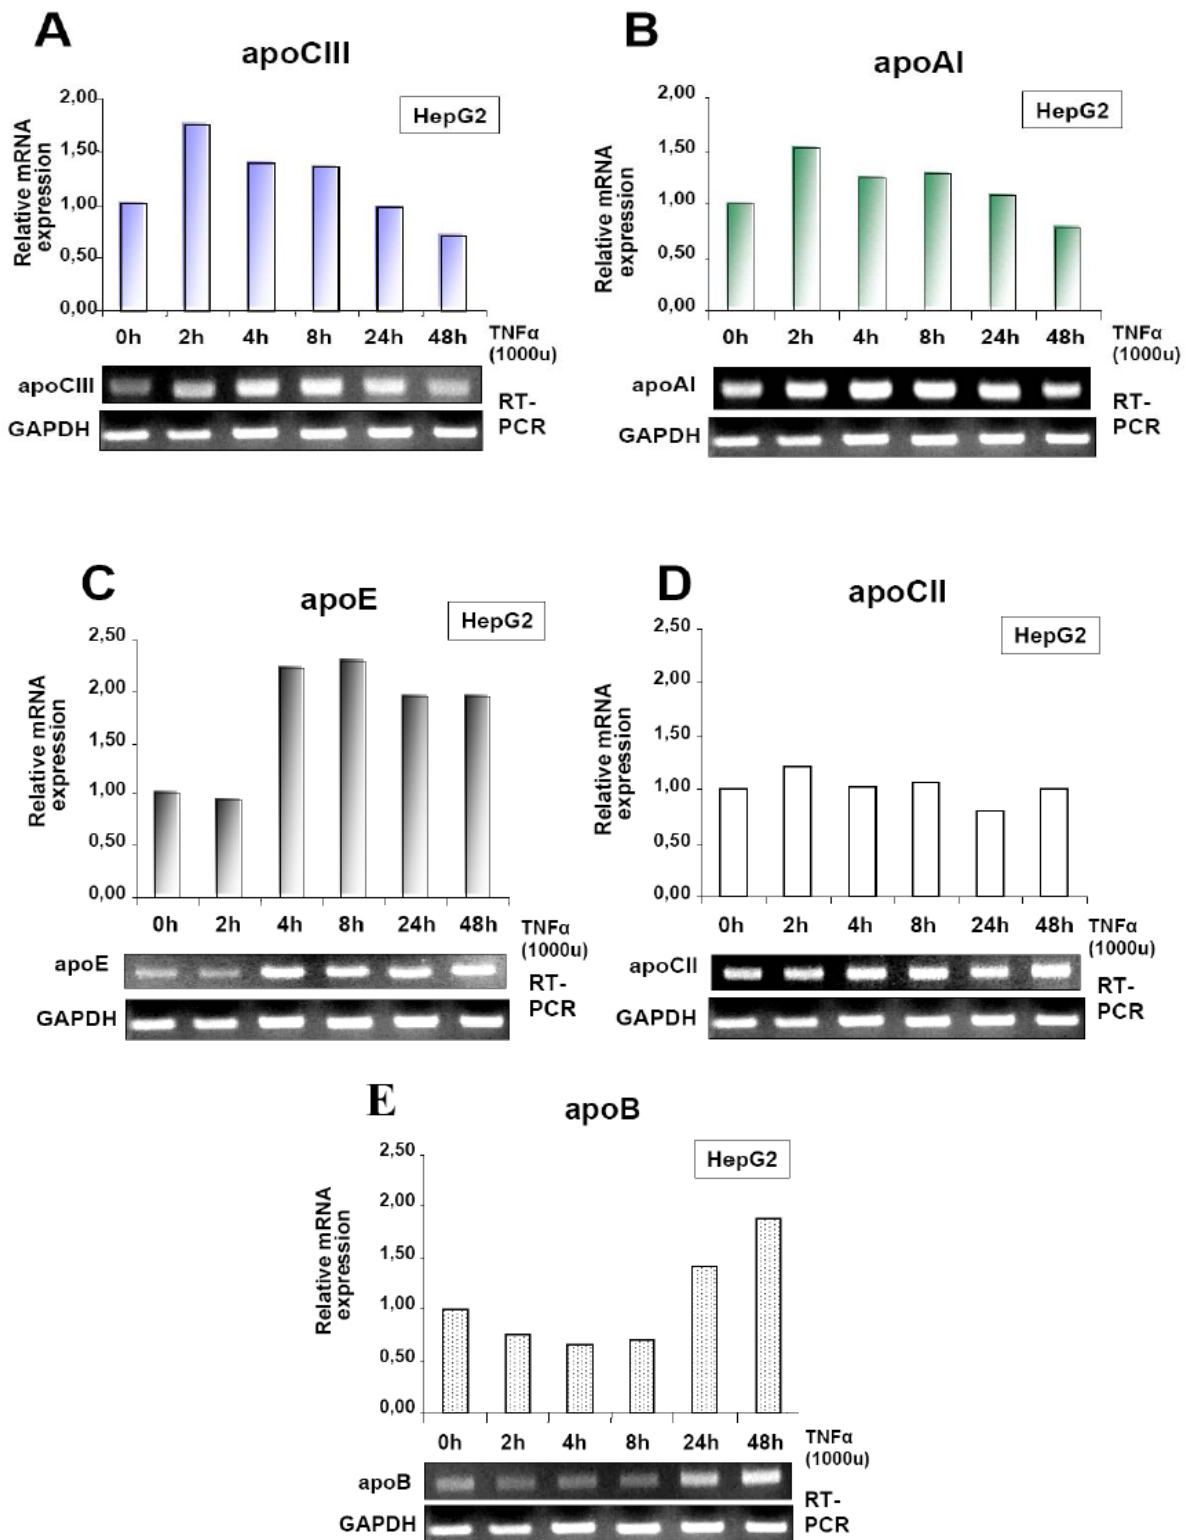 A
apoCIII
HepG2
Relative mRNA
expression
2,00
1,50
1,00
0,50
0,00
0h 2h 4h 8h 24h 48h
TNFα
(1000u)
apoCIII
GAPDH
RT-
PCR
B
apoAI
HepG2
Relative mRNA
expression
2,00
1,50
1,00
0,50
0,00
0h 2h 4h 8h 24h 48h
TNFα
(1000u)
apoAI
GAPDH
RT-
PCR
C
apoE
HepG2
Relative mRNA
expression
2,50
2,00
1,50
1,00
0,50
0,00
0h 2h 4h 8h 24h 48h
TNFα
(1000u)
apoE
GAPDH
RT-
PCR
D
apoCII
HepG2
Relative mRNA
expression
2,50
2,00
1,50
1,00
0,50
0,00
0h 2h 4h 8h 24h 48h
TNFα
(1000u)
apoCII
GAPDH
RT-
PCR
E
apoB
HepG2
Relative mRNA
expression
2,50
2,00
1,50
1,00
0,50
0,00
0h 2h 4h 8h 24h 48h
TNFα
(1000u)
apoB
GAPDH
RT-
PCR